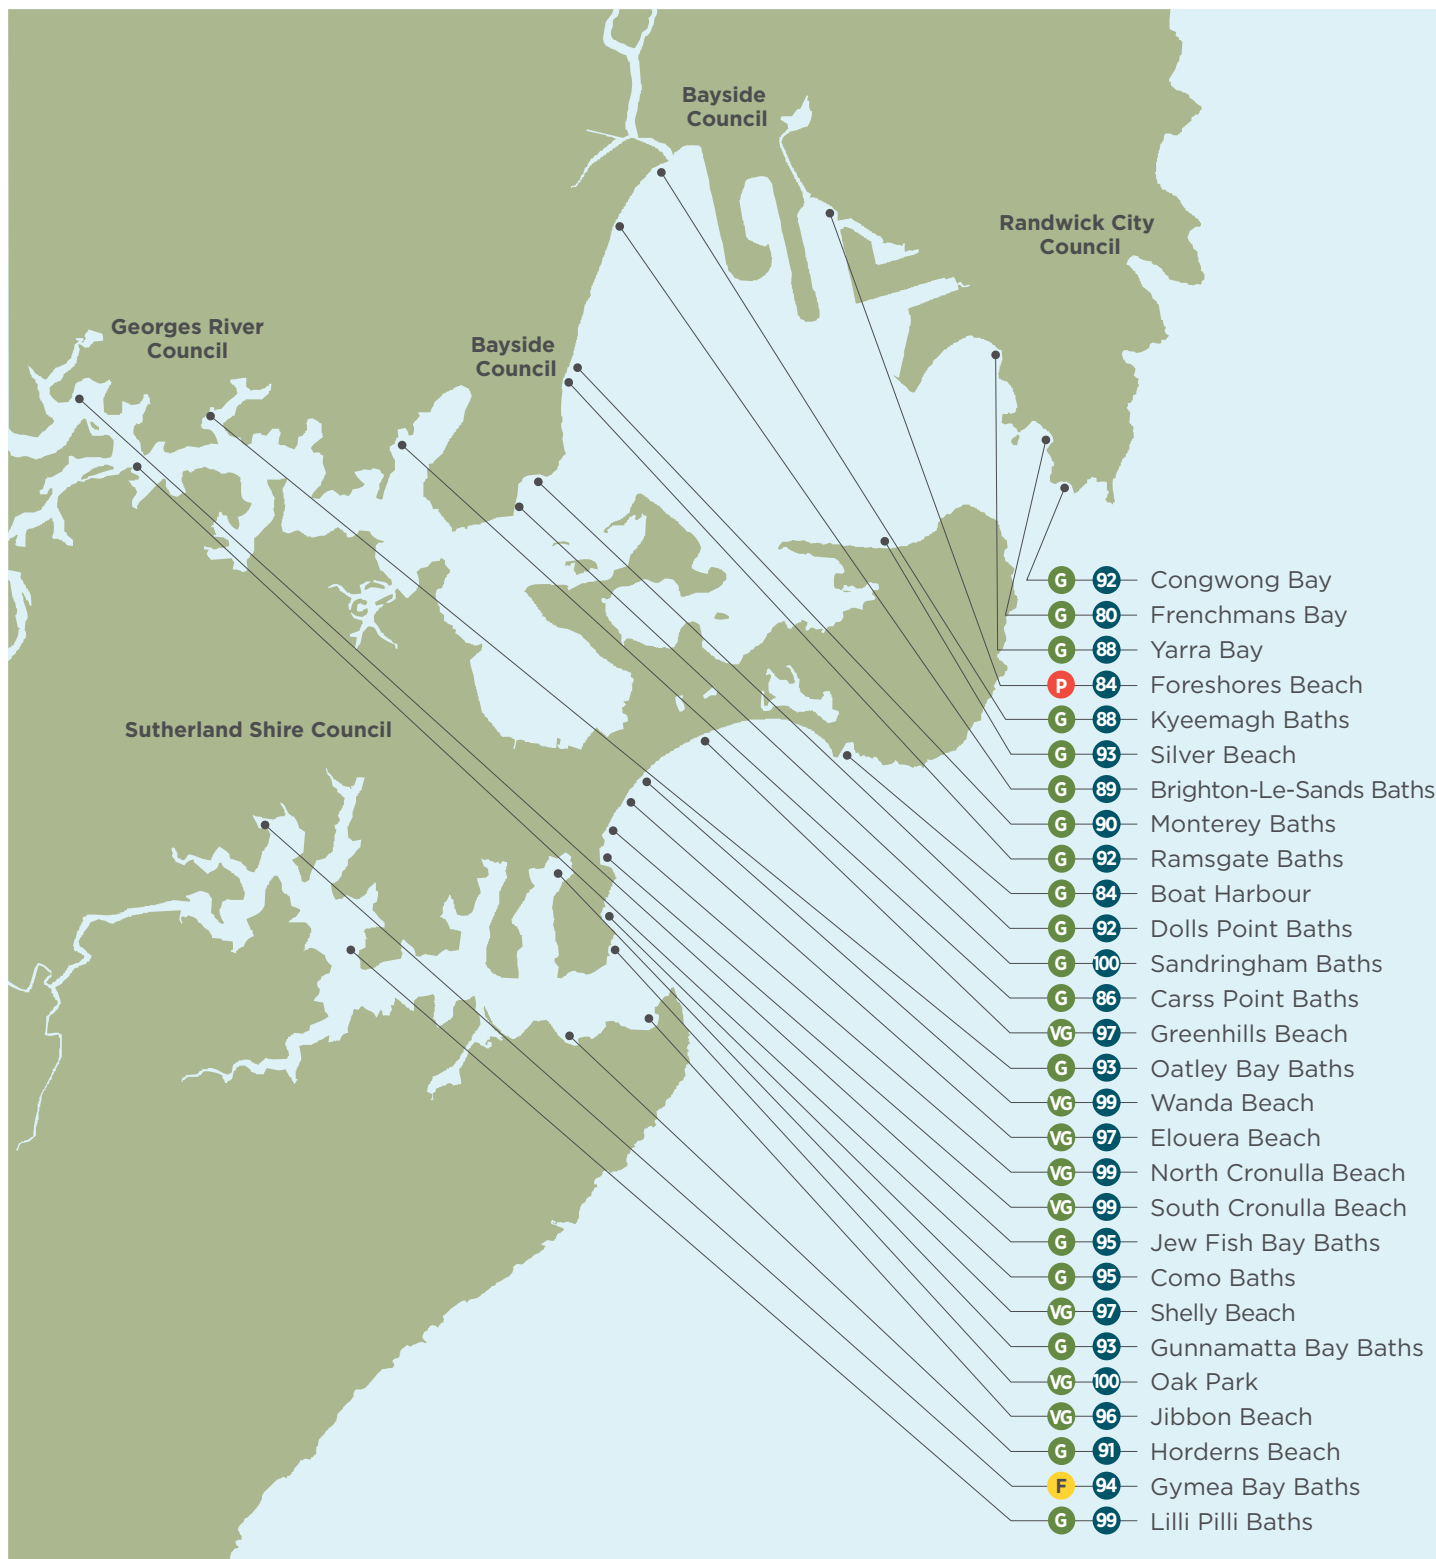 Bayside
Council
Randwick City
Council
Georges River
Council
Bayside
Council
Sutherland Shire Council
G 92 Congwong Bay
G 80 Frenchmans Bay
G 88 Yarra Bay
P 84 Foreshores Beach
G 88 Kyeemagh Baths
G 93 Silver Beach
G 89 Brighton-Le-Sands Baths
G 90 Monterey Baths
G 92 Ramsgate Baths
G 84 Boat Harbour
G 92 Dolls Point Baths
G 100 Sandringham Baths
G 86 Carss Point Baths
VG 97 Greenhills Beach
G 93 Oatley Bay Baths
VG 99 Wanda Beach
VG 97 Elouera Beach
VG 99 North Cronulla Beach
VG 99 South Cronulla Beach
G 95 Jew Fish Bay Baths
G 95 Como Baths
VG 97 Shelly Beach
G 93 Gunnamatta Bay Baths
VG 100 Oak Park
VG 96 Jibbon Beach
G 91 Horderns Beach
F 94 Gymea Bay Baths
G 99 Lilli Pilli Baths